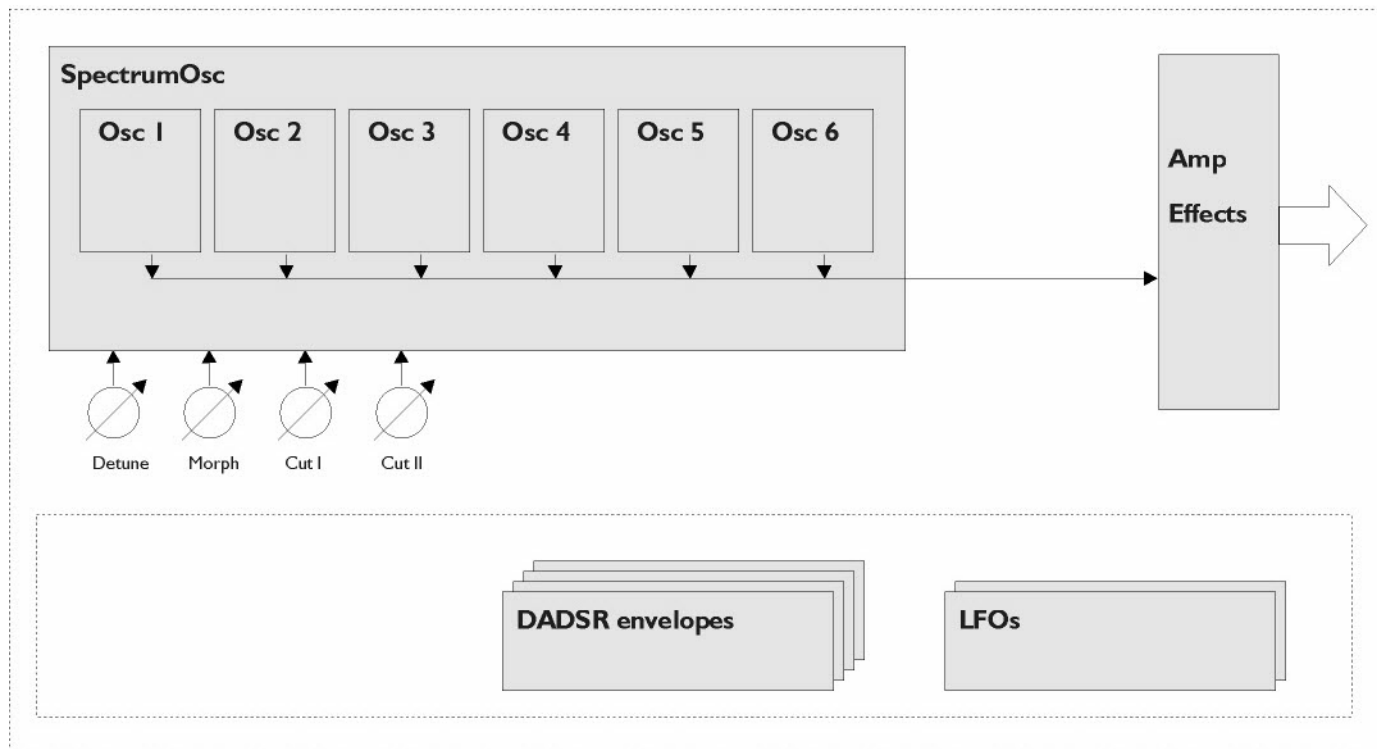 SpectrumOsc
Osc 1
Osc 2
Osc 3
Osc 4
Osc 5
Osc 6
Amp
Effects
Detune
Morph
Cut I
Cut II
DADSR envelopes
LFOs